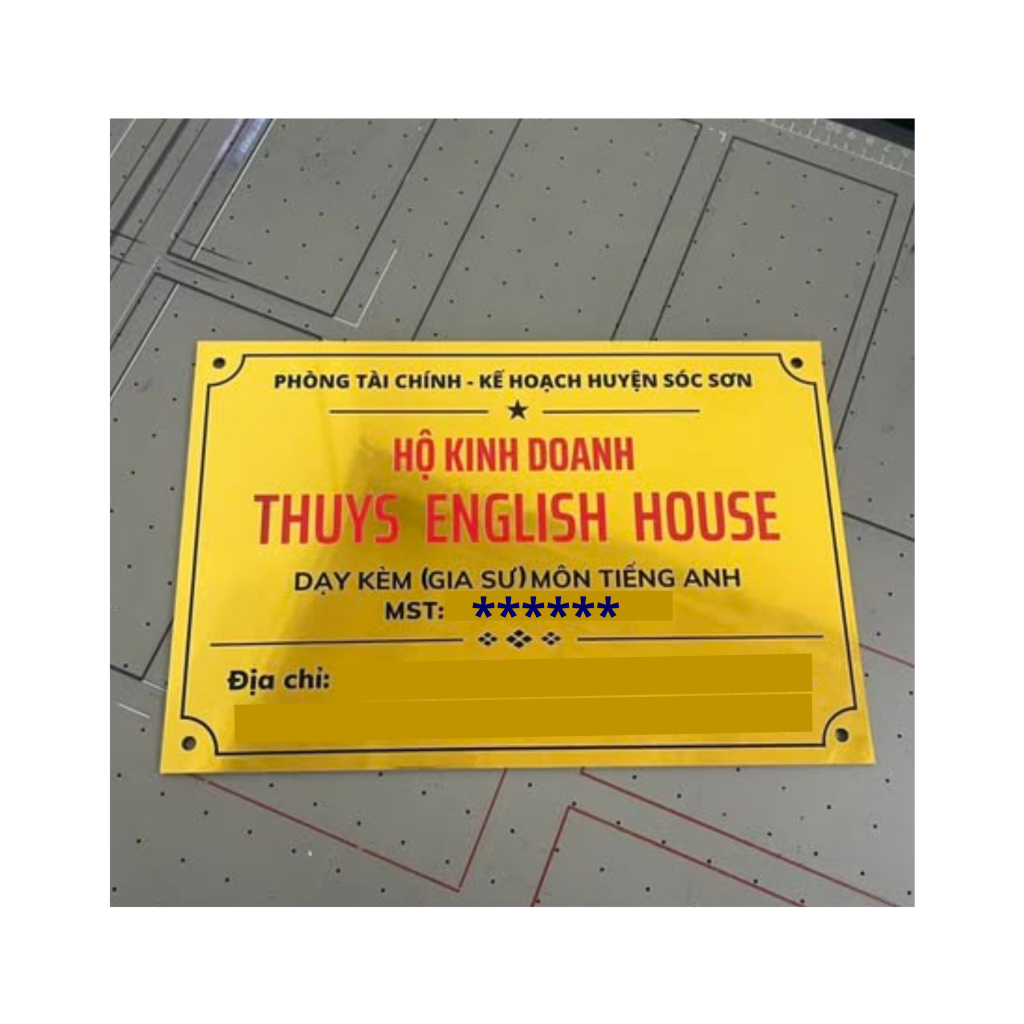 PHÒNG TÀI CHÍNH - KẾ HOẠCH HUYỆN SÓC SƠN
HỘ KINH DOANH
THUYS ENGLISH HOUSE
DẠY KÈM (GIA SƯ) MÔN TIẾNG ANH
MST: ******
Địa chỉ: